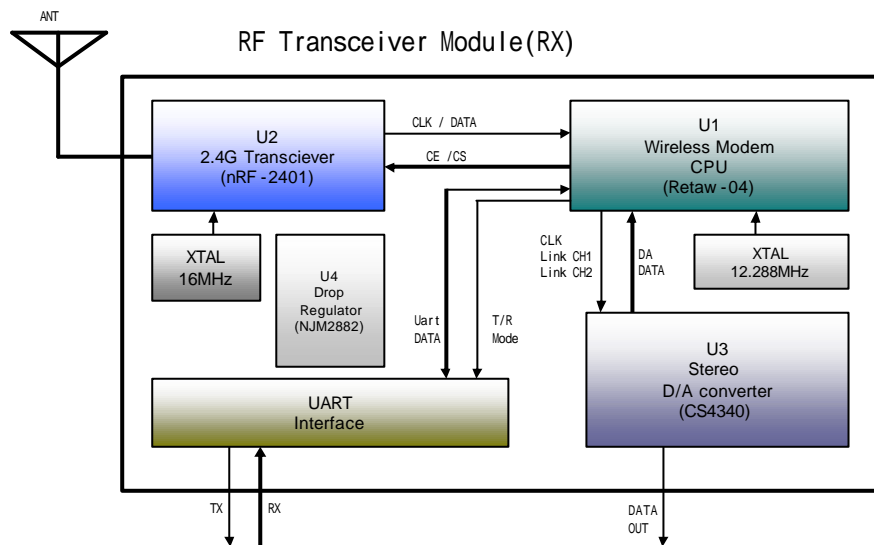 ANT
RF Transceiver Module(RX)
U2
2.4G Transciever
(nRF-2401)
CLK / DATA
CE /CS
U1
Wireless Modem
CPU
(Retaw-04)
XTAL
16MHz
U4
Drop
Regulator
(NJM2882)
Uart
DATA
T/R
Mode
CLK
Link CH1
Link CH2
DA
DATA
XTAL
12.288MHz
U3
Stereo
D/A converter
(CS4340)
UART
Interface
TX
RX
DATA
OUT